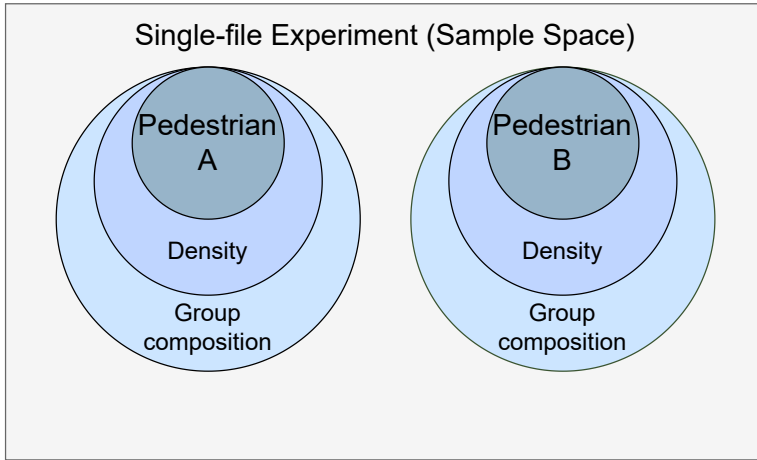 Single-file Experiment (Sample Space)
Pedestrian
A
Density
Group
composition
Pedestrian
B
Density
Group
composition